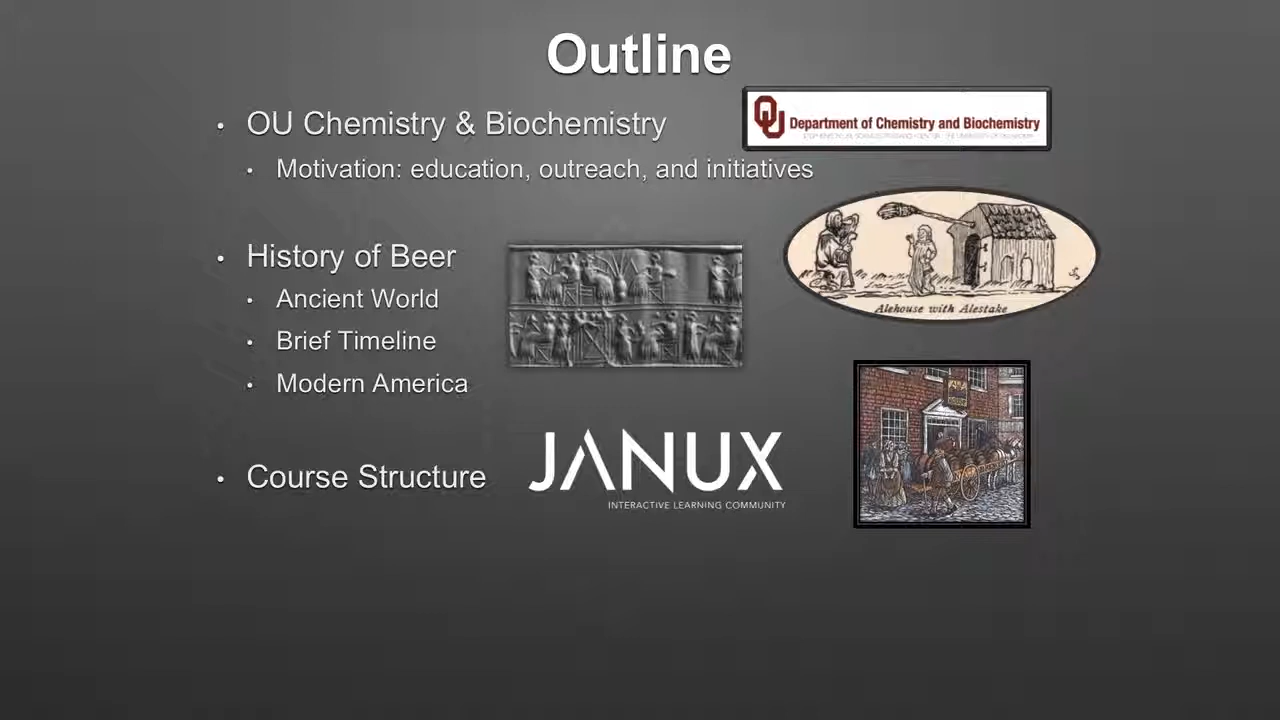 Outline
OU Chemistry & Biochemistry
Department of Chemistry and Biochemistry
Motivation: education, outreach, and initiatives
Alehouse with Alestake
History of Beer
Ancient World
Brief Timeline
Modern America
JANUX
INTERACTIVE LEARNING COMMUNITY
Course Structure